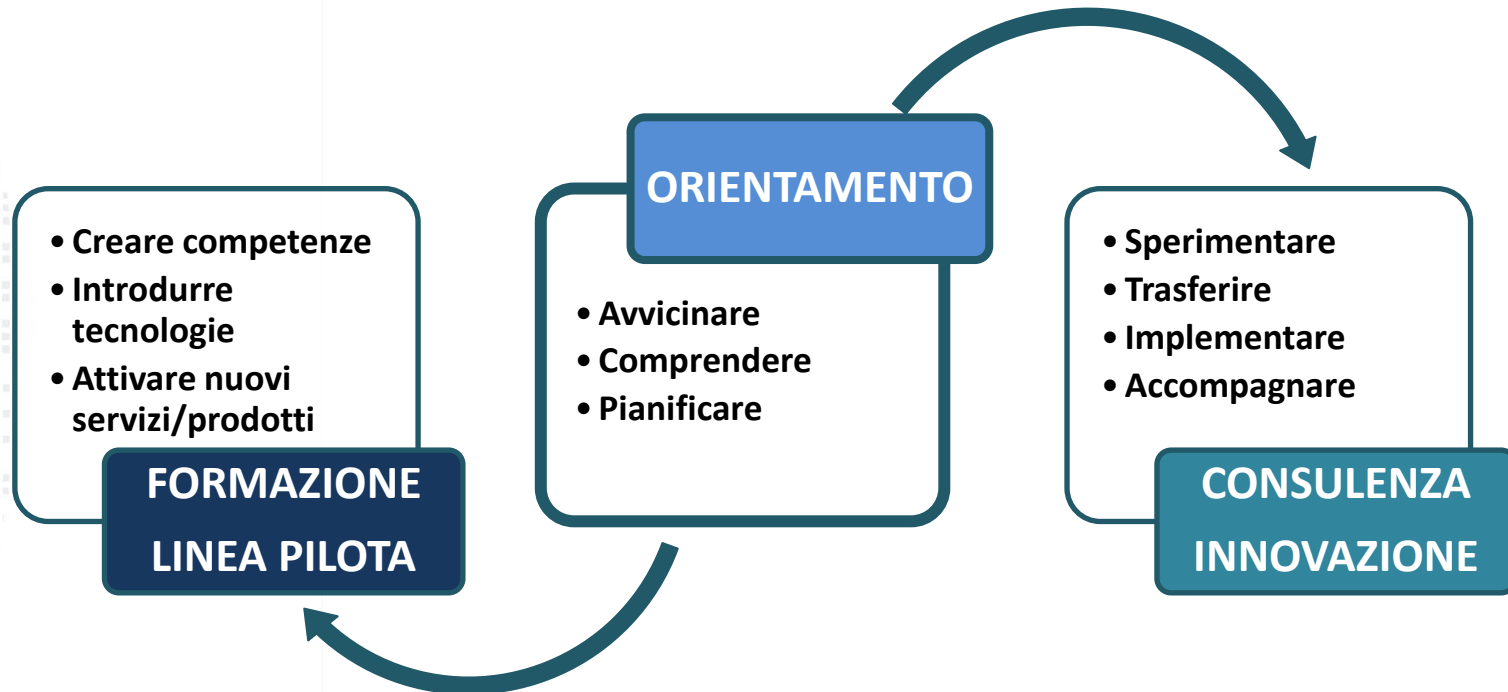 • Creare competenze
• Introdurre
tecnologie
• Attivare nuovi
servizi/prodotti
FORMAZIONE
LINEA PILOTA
ORIENTAMENTO
• Avvicinare
• Comprendere
• Pianificare
• Sperimentare
• Trasferire
• Implementare
• Accompagnare
CONSULENZA
INNOVAZIONE